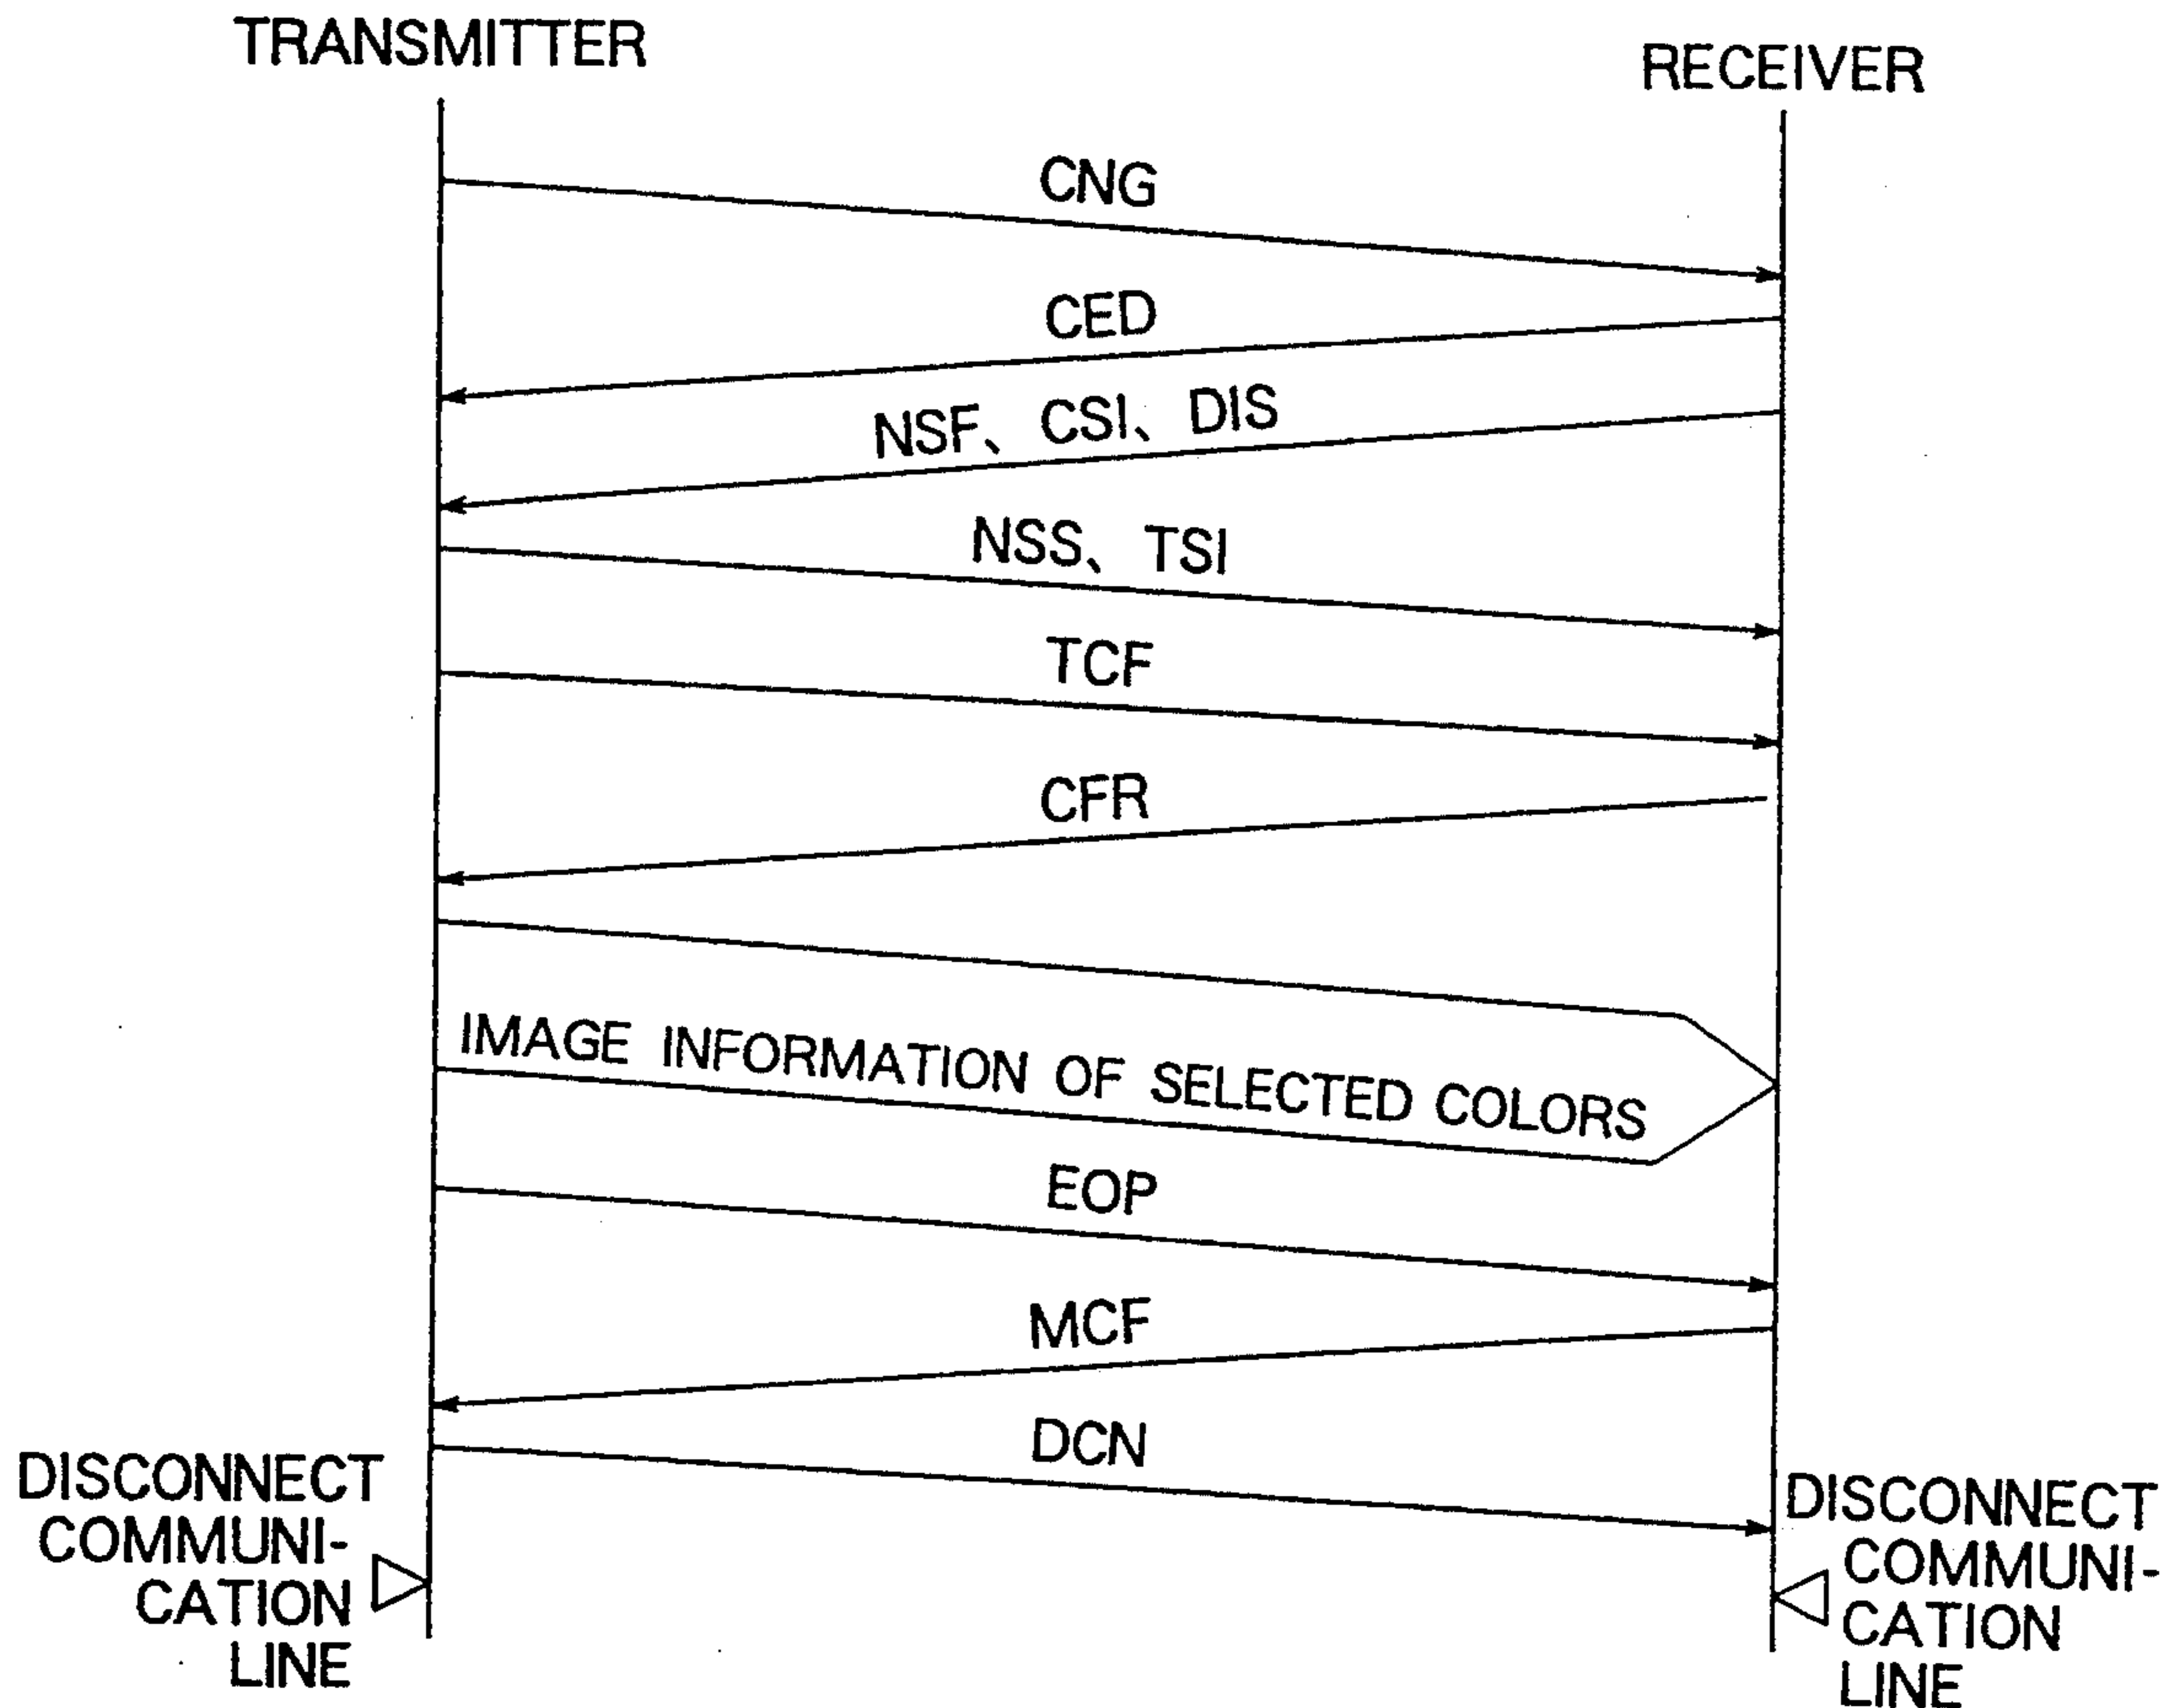 TRANSMITTER
RECEIVER
CNG
CED
NSF、CSI、DIS
NSS、TSI
TCF
CFR
IMAGE INFORMATION OF SELECTED COLORS
EOP
MCF
DCN
DISCONNECT
COMMUNI-
CATION
LINE
DISCONNECT
COMMUNI-
CATION
LINE